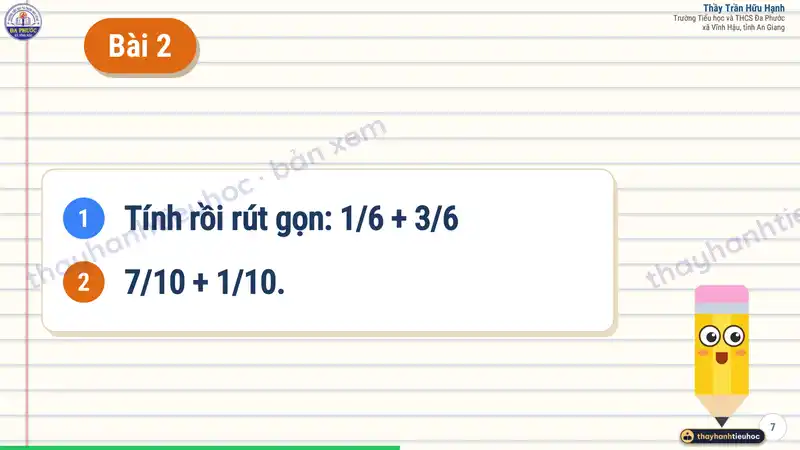 Thầy Trần Hữu Hạnh
Trường Tiểu học và THCS Đa Phước
xã Vĩnh Hậu, tỉnh An Giang
ĐA PHƯỚC
Bài 2
thayhanhtieuhoc · bản xem
1 Tính rồi rút gọn: 1/6 + 3/6
2 7/10 + 1/10.
thayhanhtie
7
thayhanhtieuhoc